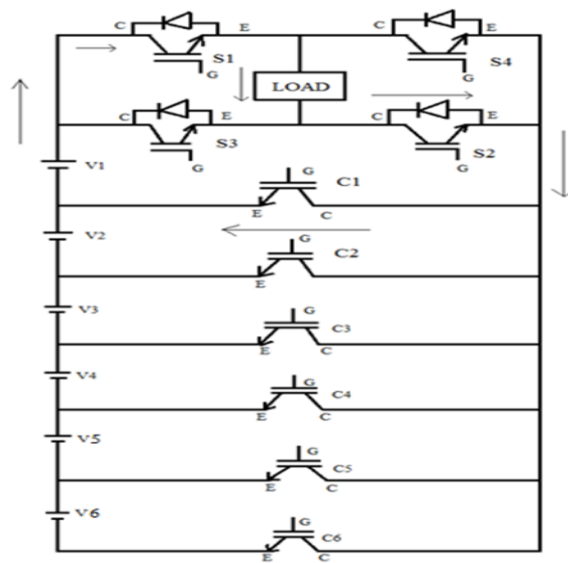 C E C E
S1 S4
G G
LOAD
C E C E
S3 S2
G G
V1
G C1
E C
V2
G C2
E
V3
G C3
E C
V4
G C4
E C
V5
G C5
E C
V6
G C6
E C